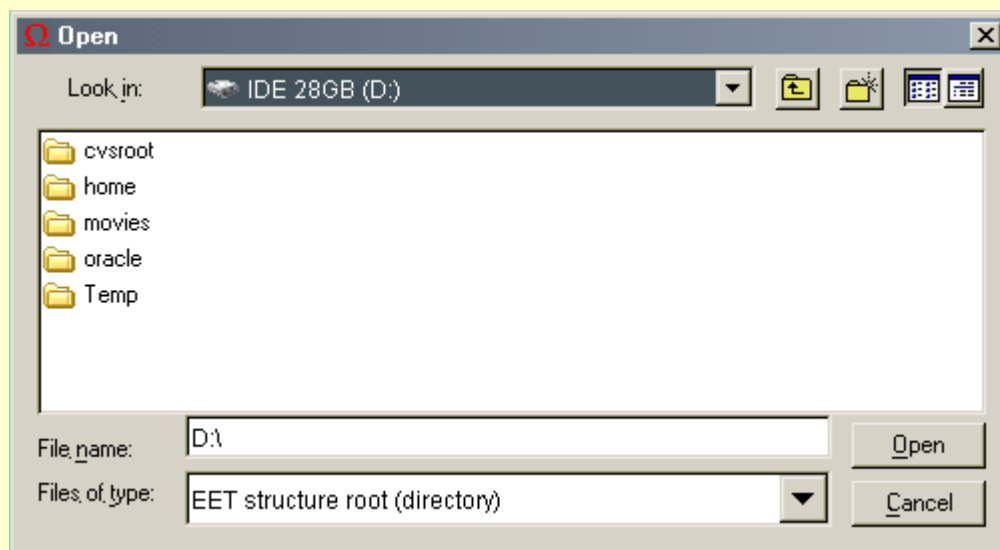 Ω Open
Look in: IDE 28GB (D:)
cvsroot
home
movies
oracle
Temp
File name: D:\ Open
Files of type: EET structure root (directory) Cancel